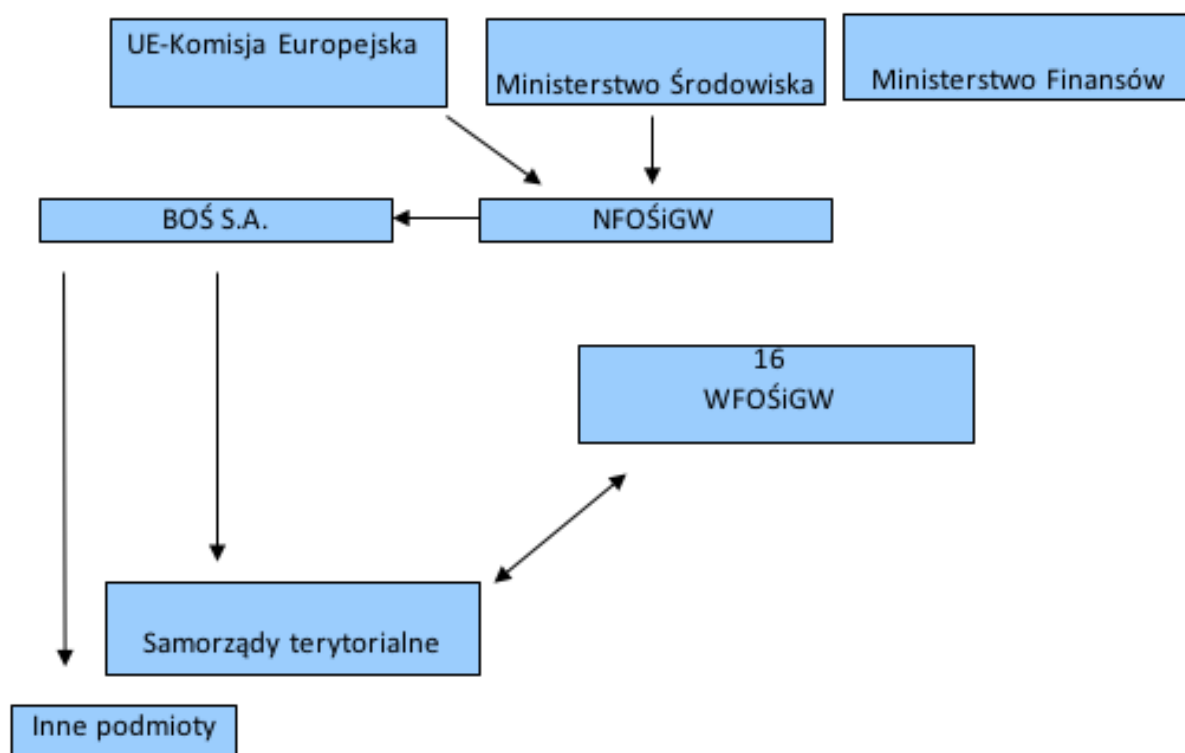 UE-Komisja Europejska
Ministerstwo Środowiska
Ministerstwo Finansów
BOŚ S.A.
NFOŚiGW
16
WFOŚiGW
Samorządy terytorialne
Inne podmioty